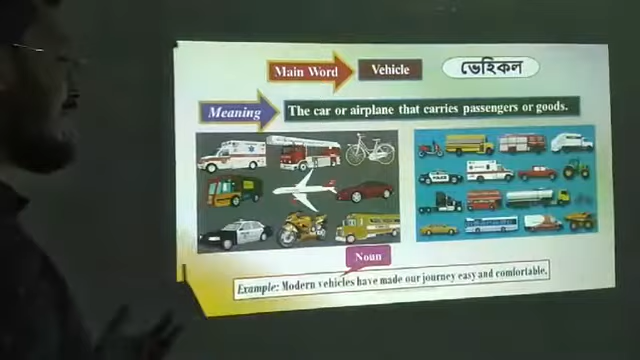 Main Word
Vehicle
ভেহিকল
Meaning
The car or airplane that carries passengers or goods.
POLICE
Noun
Example: Modern vehicles have made our journey easy and comfortable.